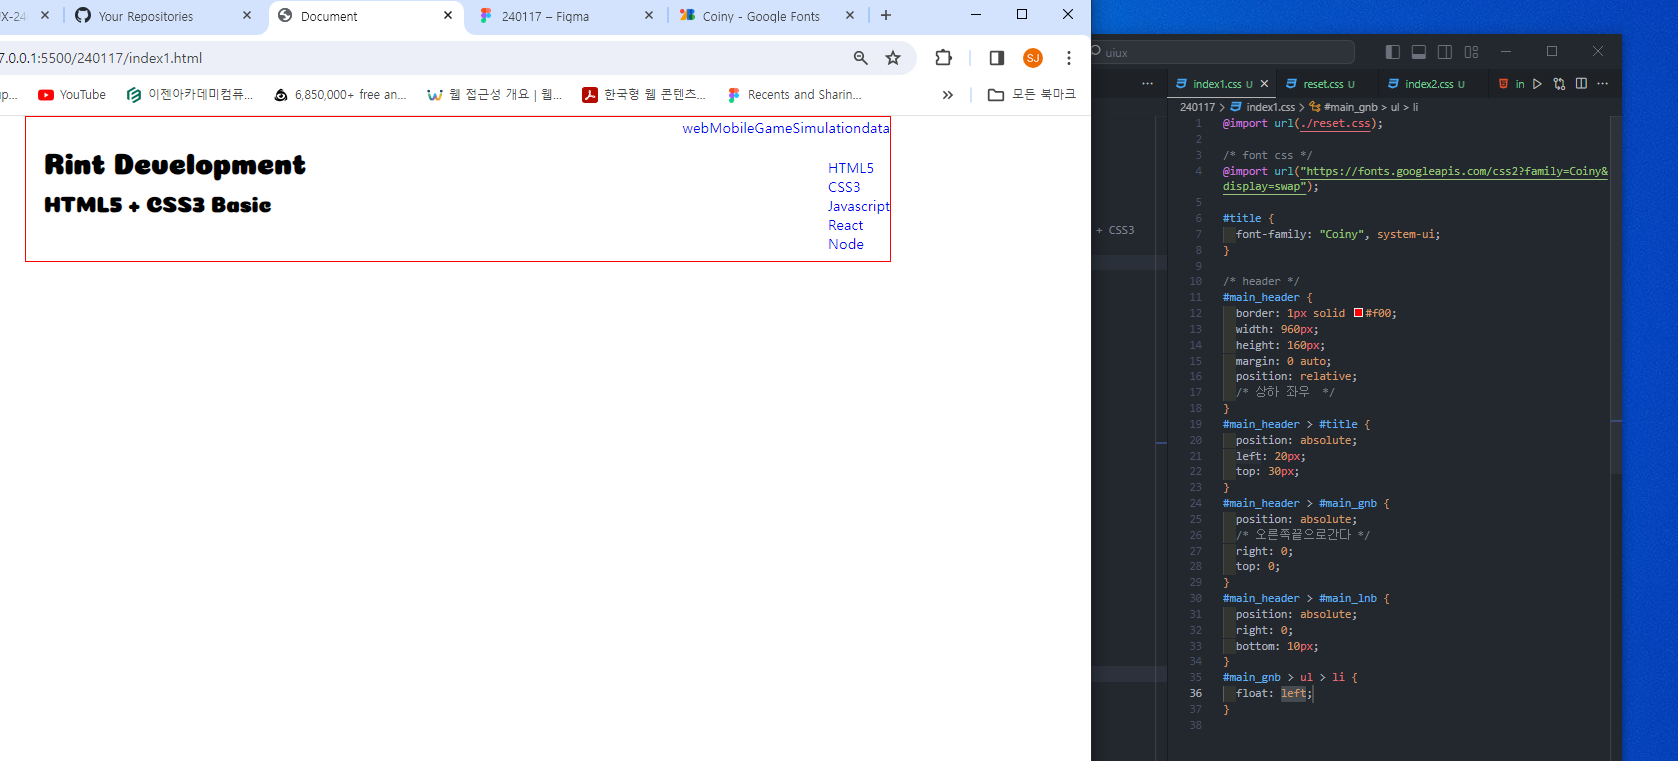 X-24
Your Repositories
Document
240117 – Figma
Coiny - Google Fonts
7.0.0.1:5500/240117/index1.html
SJ
p...
YouTube
이젠아카데미컴퓨...
6,850,000+ free an...
웹 접근성 개요 | 웹...
한국형 웹 콘텐츠...
Recents and Sharin...
모든 북마크
webMobileGameSimulationdata
Rint Development
HTML5 + CSS3 Basic
HTML5
CSS3
Javascript
React
Node
uiux
index1.css U
reset.css U
index2.css U
in
240117 > index1.css > #main_gnb > ul > li
+ CSS3
1 @import url(./reset.css);
2
3 /* font css */
4 @import url("https://fonts.googleapis.com/css2?family=Coiny&
display=swap");
5
6 #title {
7 font-family: "Coiny", system-ui;
8 }
9
10 /* header */
11 #main_header {
12 border: 1px solid #f00;
13 width: 960px;
14 height: 160px;
15 margin: 0 auto;
16 position: relative;
17 /* 상하 좌우 */
18 }
19 #main_header > #title {
20 position: absolute;
21 left: 20px;
22 top: 30px;
23 }
24 #main_header > #main_gnb {
25 position: absolute;
26 /* 오른쪽끝으로간다 */
27 right: 0;
28 top: 0;
29 }
30 #main_header > #main_lnb {
31 position: absolute;
32 right: 0;
33 bottom: 10px;
34 }
35 #main_gnb > ul > li {
36 float: left;
37 }
38